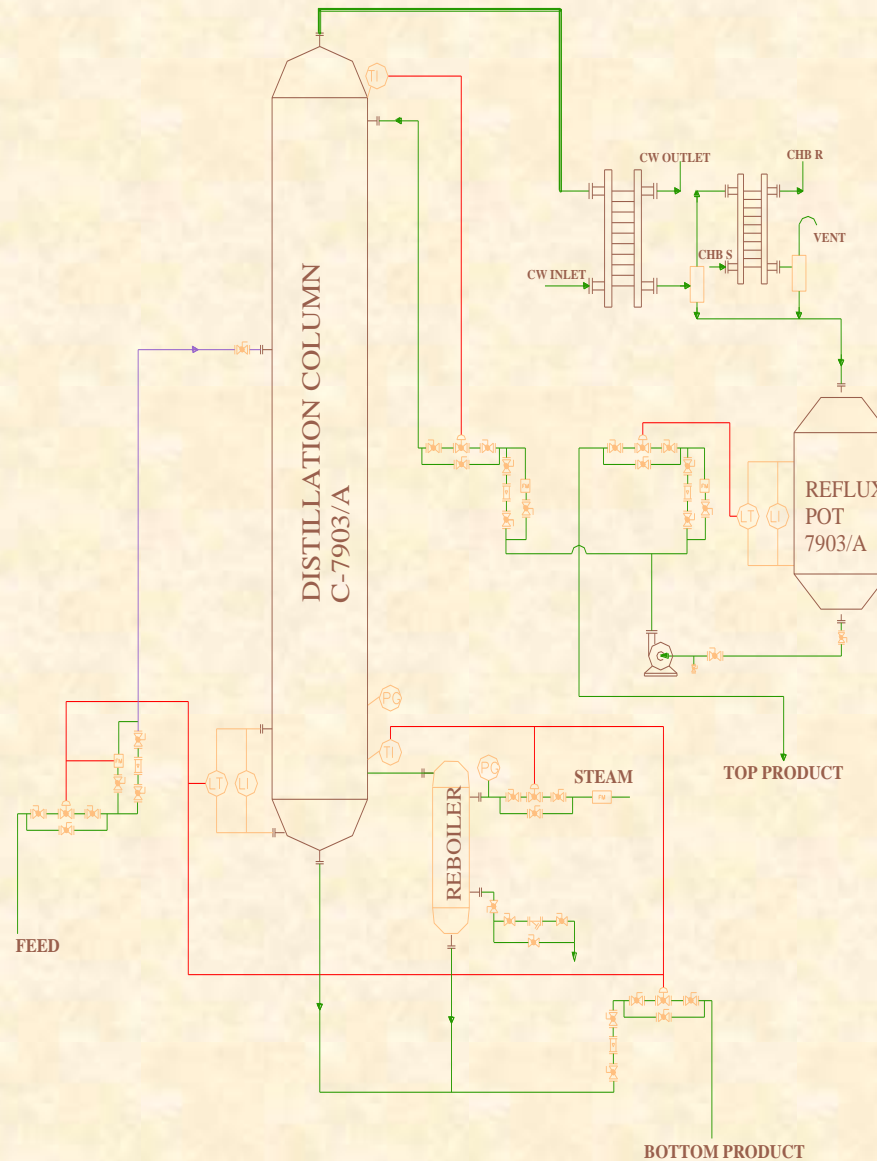 TI
CW OUTLET
CHB R
VENT
CHB S
CW INLET
DISTILLATION COLUMN
C-7903/A
REFLUX
POT
7903/A
LT
LI
PG
TI
PG
STEAM
TOP PRODUCT
LT
LI
REBOILER
FEED
BOTTOM PRODUCT